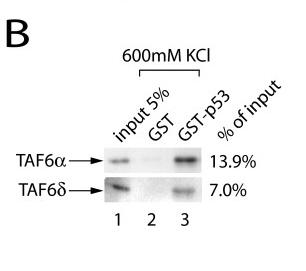 B
600mM KCl
input 5% GST GST-p53 % of input
TAF6α 13.9%
TAF6δ 7.0%
1 2 3